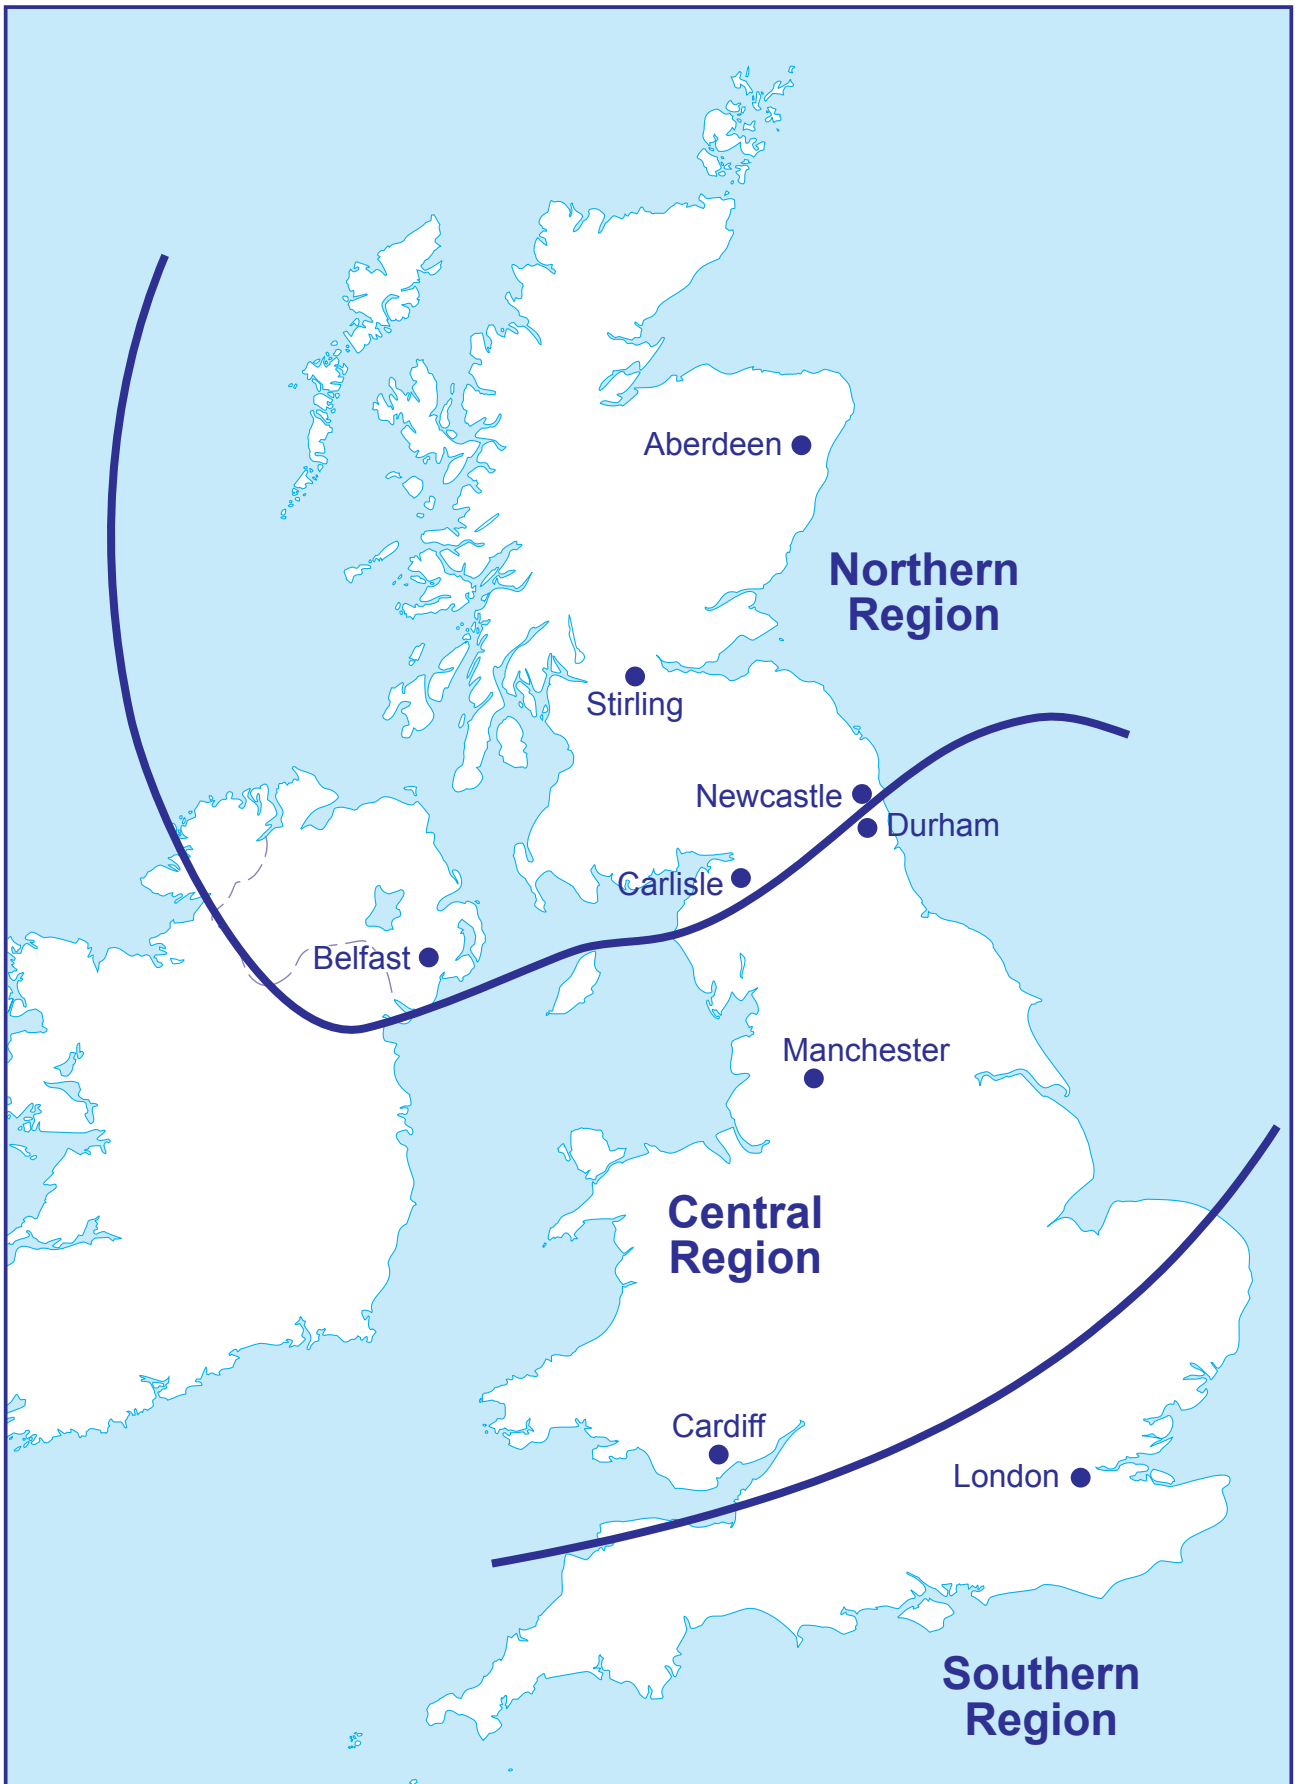 Aberdeen
Northern
Region
Stirling
Newcastle
Durham
Carlisle
Belfast
Manchester
Central
Region
Cardiff
London
Southern
Region